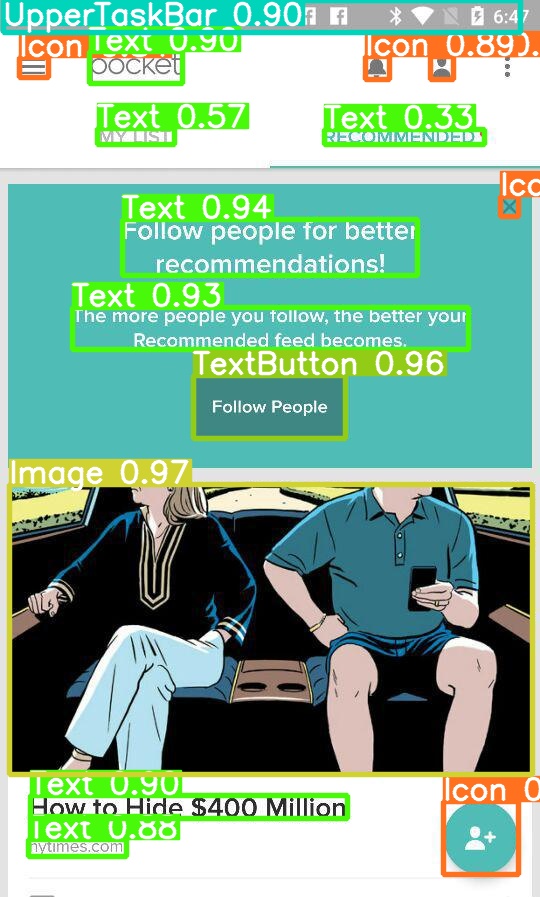 UpperTaskBar 0.90 6:47
Icon Text 0.90 Icon 0.89
pocket
Text 0.57 Text 0.33
MY LIST RECOMMENDED
Ico
Text 0.94
Follow people for better
recommendations!
Text 0.93
The more people you follow, the better your
Recommended feed becomes.
TextButton 0.96
Follow People
Image 0.97
Text 0.90 Icon 0
How to Hide $400 Million
Text 0.88
nytimes.com